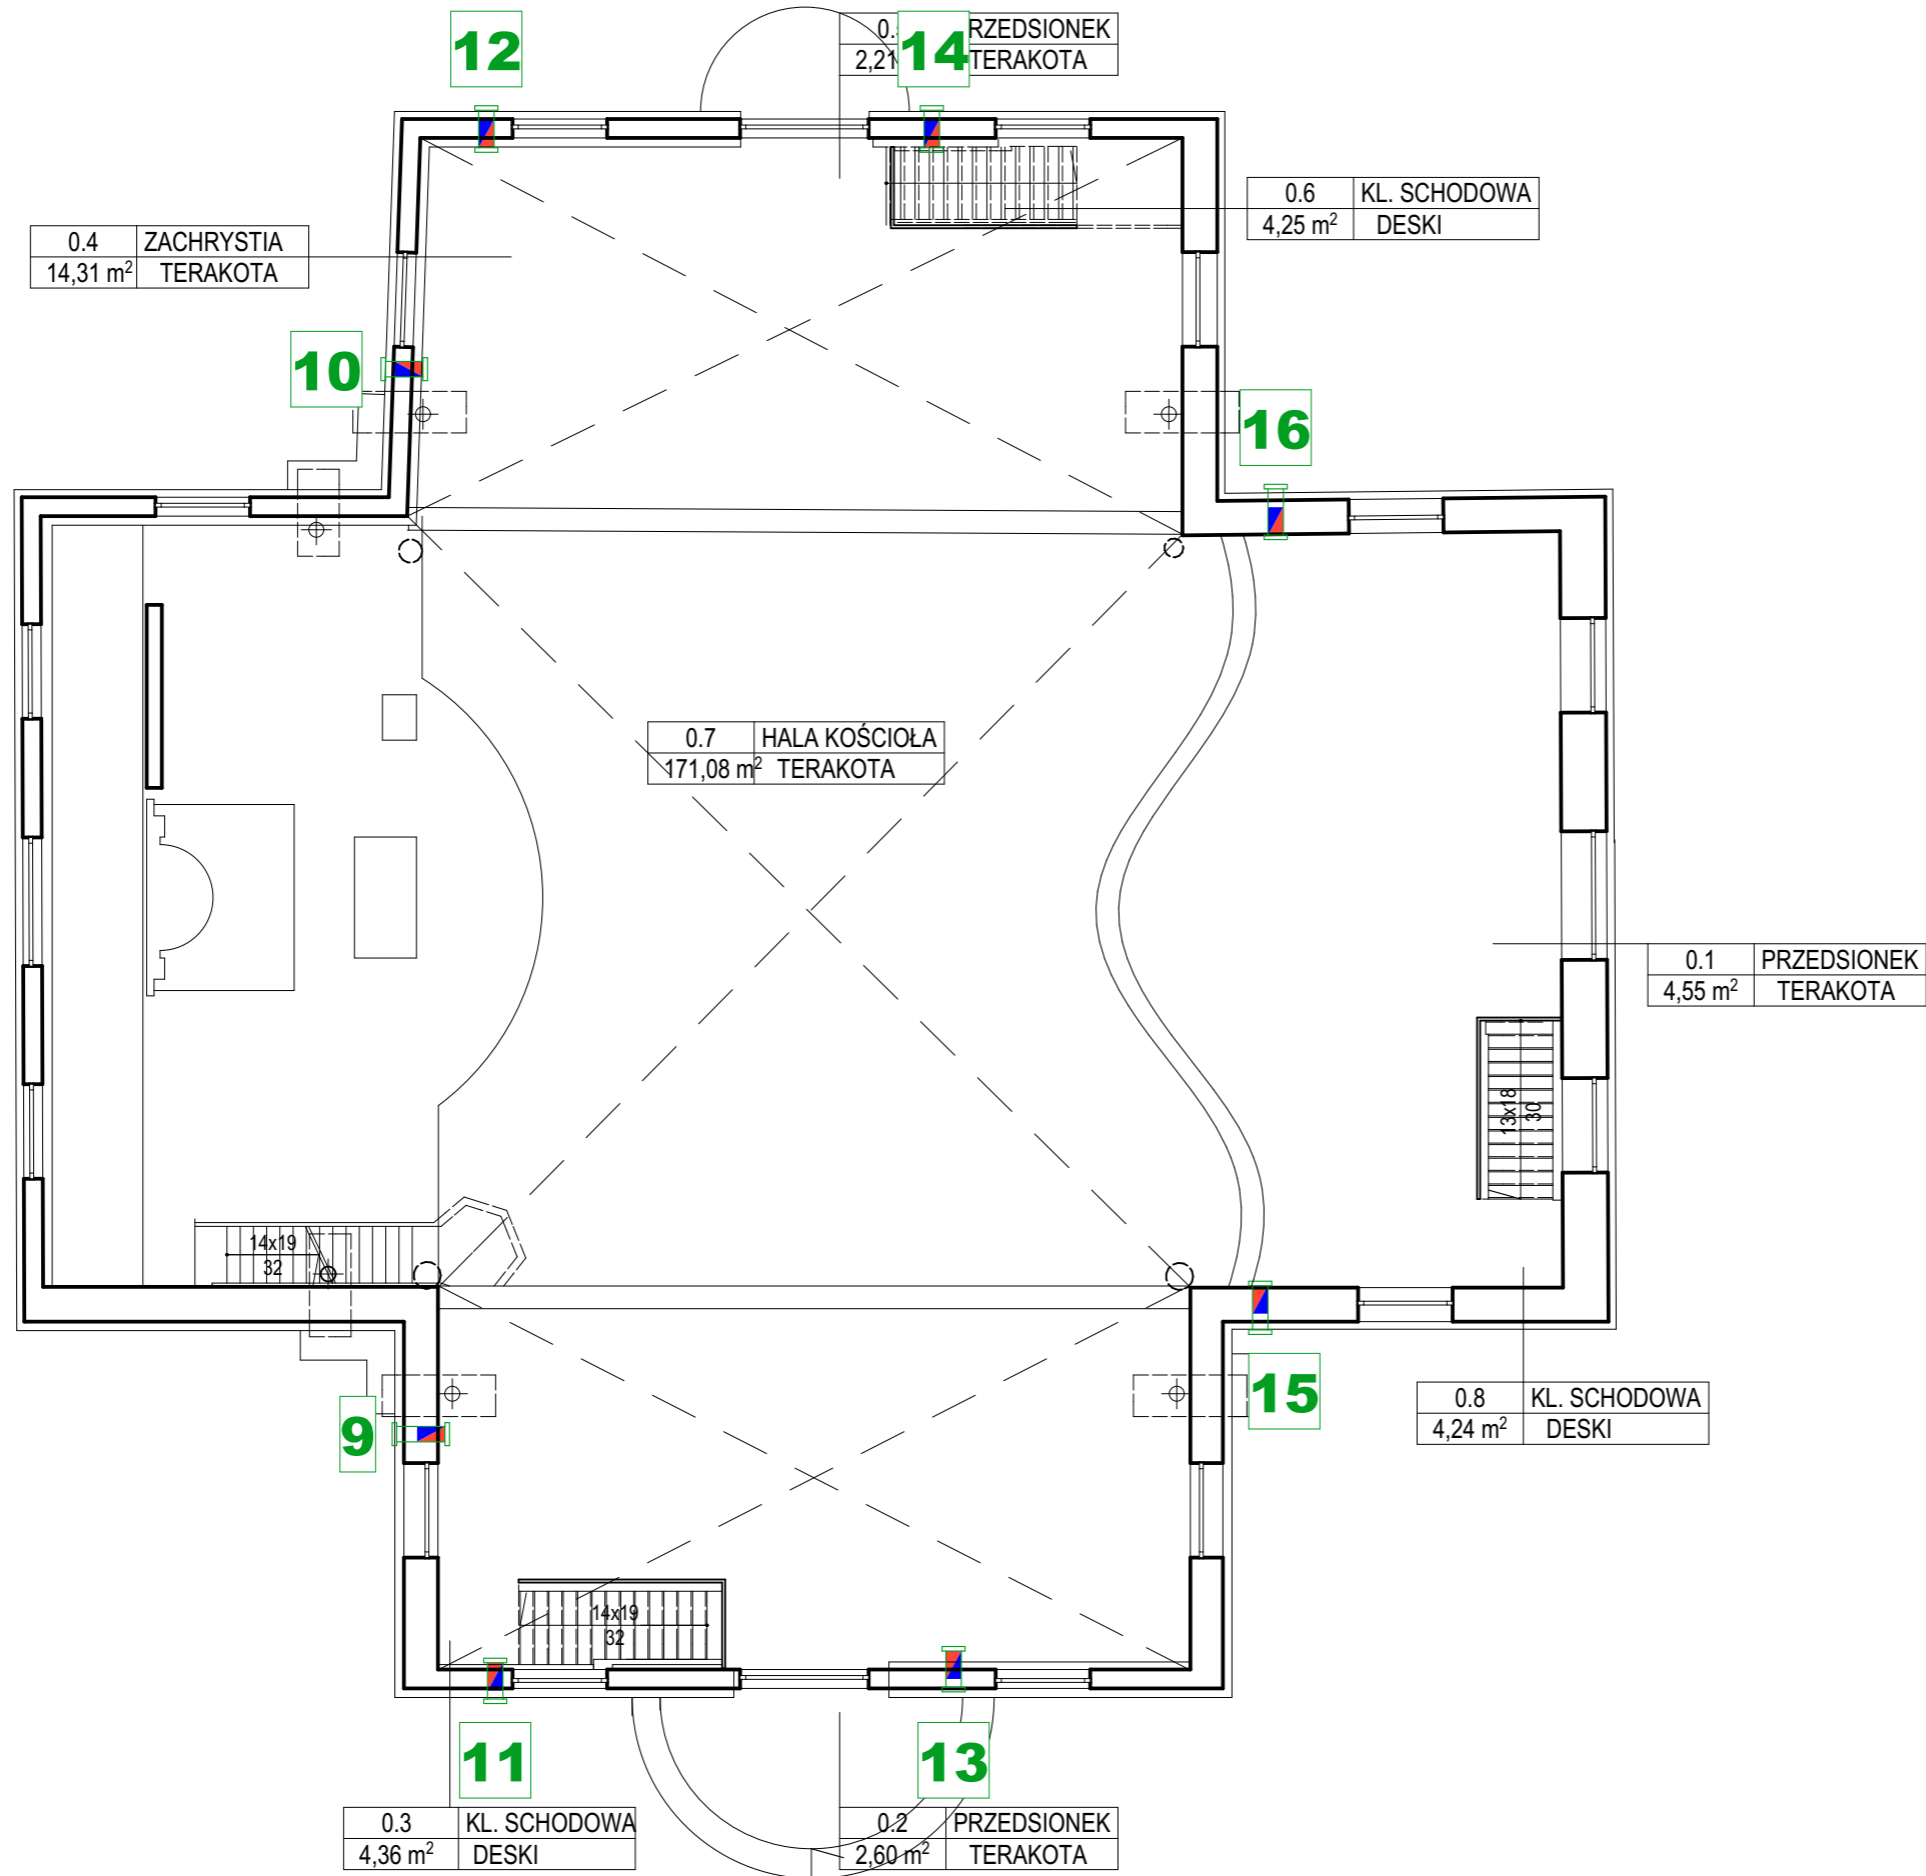 12
14
RZEDSIONEK
2,21 TERAKOTA
0.6 KL. SCHODOWA
4,25 m² DESKI
0.4 ZACHRYSTIA
14,31 m² TERAKOTA
10
16
0.7 HALA KOŚCIOŁA
171,08 m² TERAKOTA
0.1 PRZEDSIONEK
4,55 m² TERAKOTA
13x18
30
14x19
32
15
0.8 KL. SCHODOWA
4,24 m² DESKI
9
14x19
32
11
13
0.3 KL. SCHODOWA
4,36 m² DESKI
0.2 PRZEDSIONEK
2,60 m² TERAKOTA